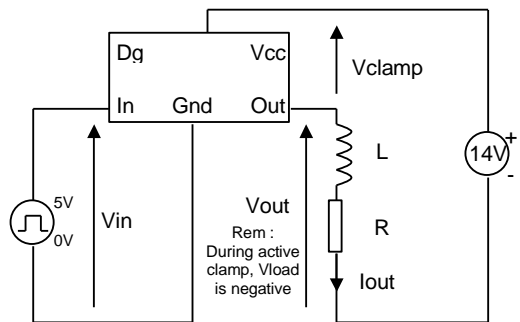 Dg Vcc
In Gnd Out
Vclamp
14V
+
-
L
R
Iout
5V
0V
Vin
Vout
Rem :
During active
clamp, Vload
is negative